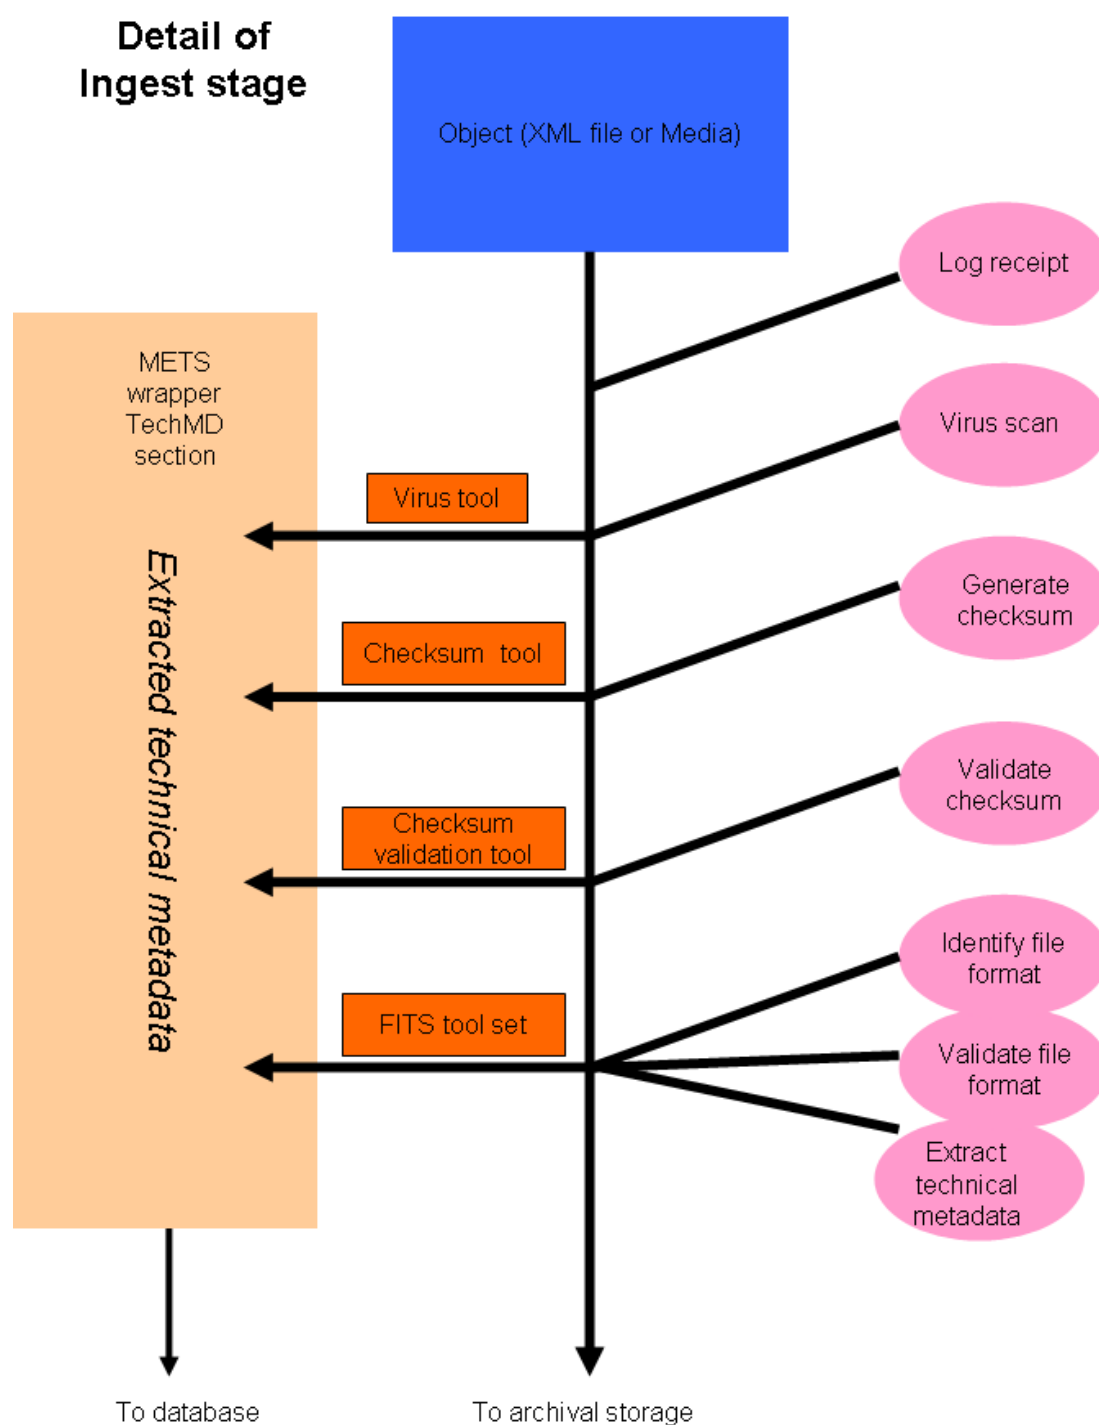 Detail of
Ingest stage
Object (XML file or Media)
Log receipt
METS
wrapper
TechMD
section
Virus scan
Virus tool
Extracted technical metadata
Generate
checksum
Checksum  tool
Validate
checksum
Checksum
validation tool
Identify file
format
FITS tool set
Validate file
format
Extract
technical
metadata
To database
To archival storage